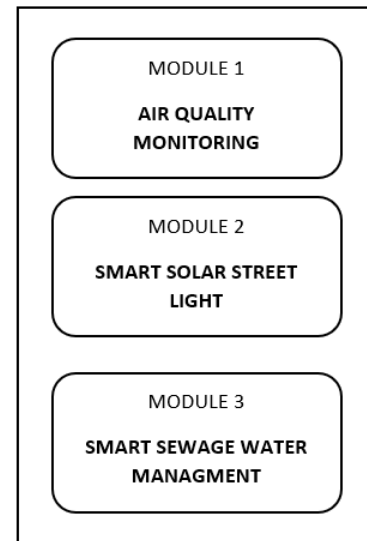 MODULE 1
AIR QUALITY
MONITORING
MODULE 2
SMART SOLAR STREET
LIGHT
MODULE 3
SMART SEWAGE WATER
MANAGMENT